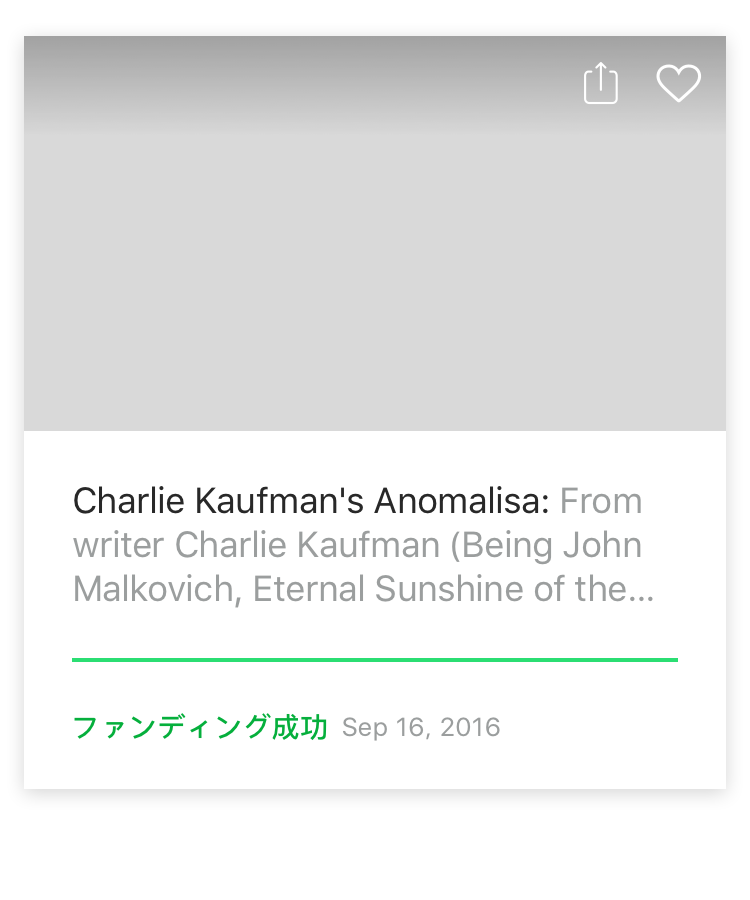 Charlie Kaufman's Anomalisa: From
writer Charlie Kaufman (Being John
Malkovich, Eternal Sunshine of the...
ファンディング成功 Sep 16, 2016